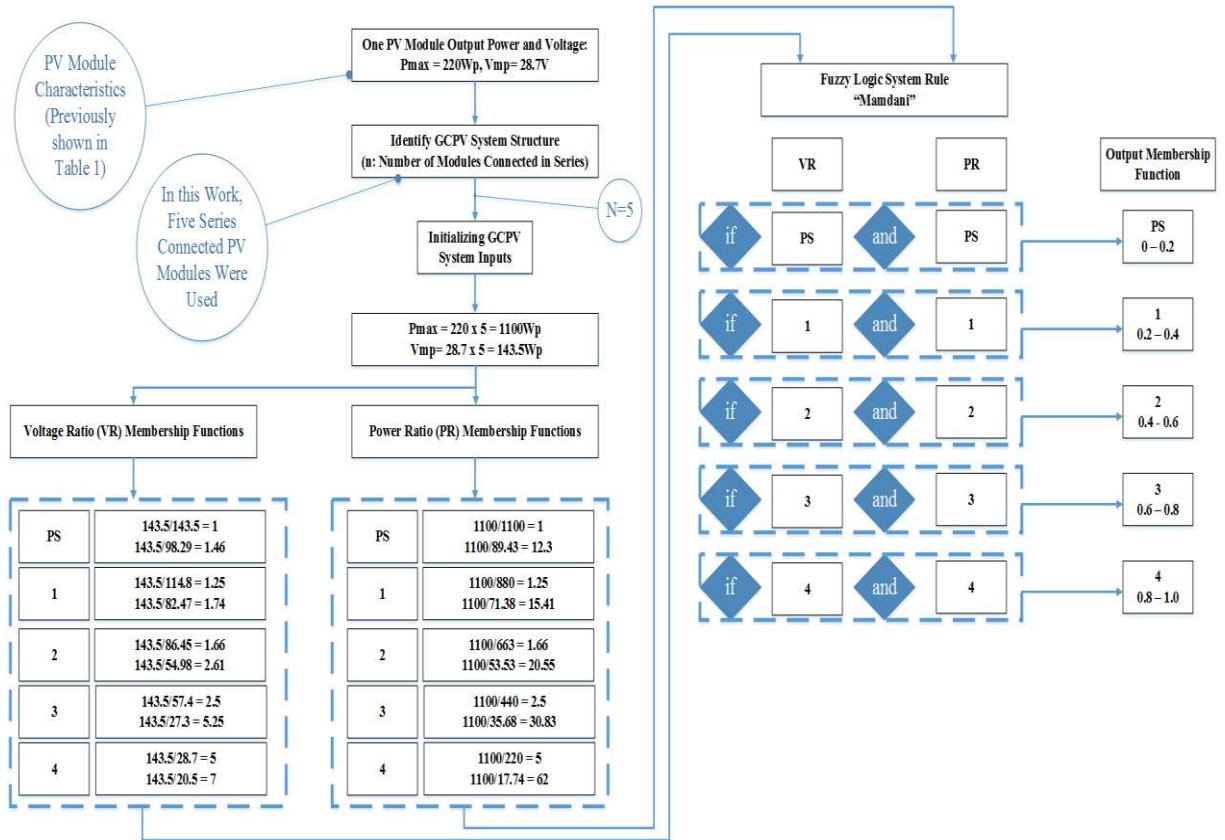 One PV Module Output Power and Voltage:
Pmax = 220Wp, Vmp= 28.7V
PV Module
Characteristics
(Previously
shown in
Table 1)
Identify GCPV System Structure
(n: Number of Modules Connected in Series)
In this Work,
Five Series
Connected PV
Modules Were
Used
N=5
Initializing GCPV
System Inputs
Pmax = 220 x 5 = 1100Wp
Vmp= 28.7 x 5 = 143.5Wp
Voltage Ratio (VR) Membership Functions
PS
143.5/143.5 = 1
143.5/98.29 = 1.46
1
143.5/114.8 = 1.25
143.5/82.47 = 1.74
2
143.5/86.45 = 1.66
143.5/54.98 = 2.61
3
143.5/57.4 = 2.5
143.5/27.3 = 5.25
4
143.5/28.7 = 5
143.5/20.5 = 7
Power Ratio (PR) Membership Functions
PS
1100/1100 = 1
1100/89.43 = 12.3
1
1100/880 = 1.25
1100/71.38 = 15.41
2
1100/663 = 1.66
1100/53.53 = 20.55
3
1100/440 = 2.5
1100/35.68 = 30.83
4
1100/220 = 5
1100/17.74 = 62
Fuzzy Logic System Rule
“Mamdani”
VR
PR
Output Membership
Function
if PS and PS
PS
0 – 0.2
if 1 and 1
1
0.2 – 0.4
if 2 and 2
2
0.4 - 0.6
if 3 and 3
3
0.6 – 0.8
if 4 and 4
4
0.8 – 1.0